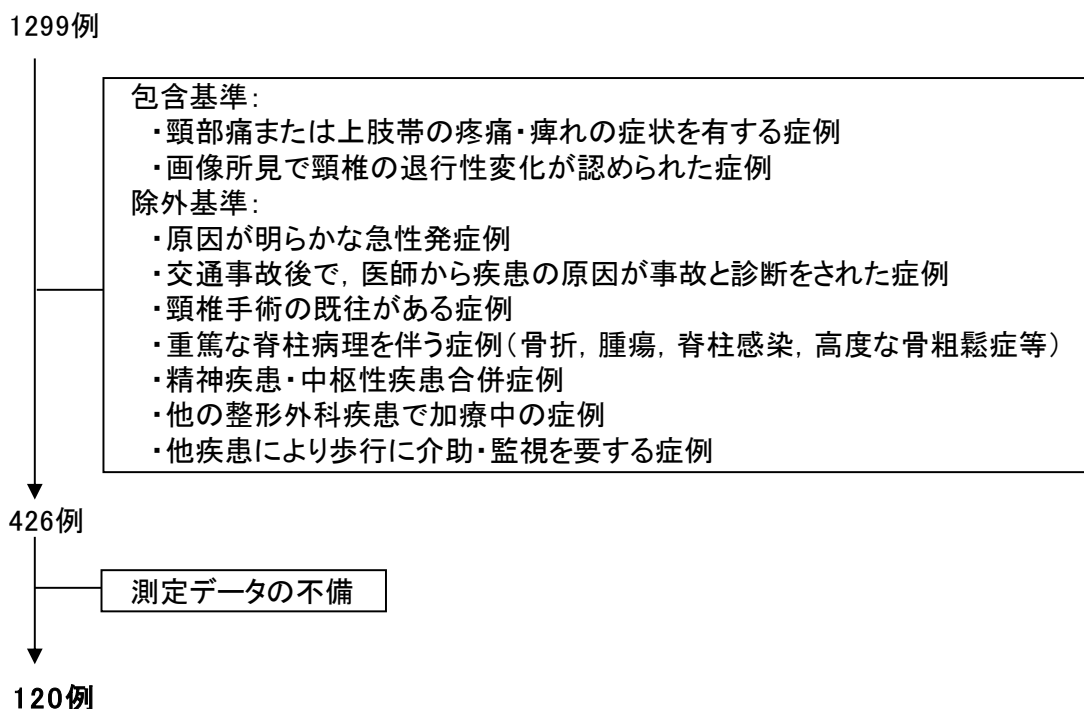 1299例
包含基準:
・頸部痛または上肢帯の疼痛・痺れの症状を有する症例
・画像所見で頸椎の退行性変化が認められた症例
除外基準:
・原因が明らかな急性発症例
・交通事故後で，医師から疾患の原因が事故と診断をされた症例
・頸椎手術の既往がある症例
・重篤な脊柱病理を伴う症例(骨折，腫瘍，脊柱感染，高度な骨粗鬆症等)
・精神疾患・中枢性疾患合併症例
・他の整形外科疾患で加療中の症例
・他疾患により歩行に介助・監視を要する症例
426例
測定データの不備
120例